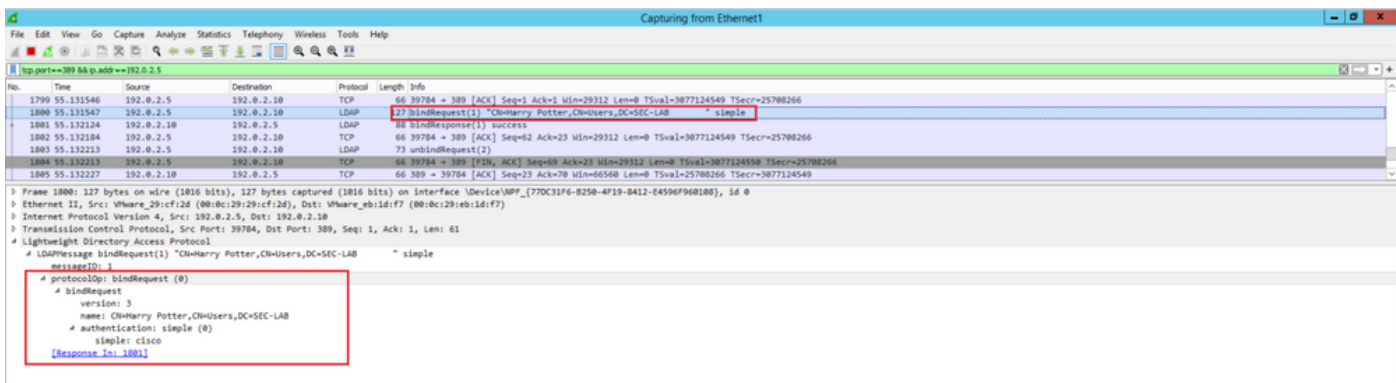 Capturing from Ethernet1
File Edit View Go Capture Analyze Statistics Telephony Wireless Tools Help
tcp.port==389 && ip.addr==192.0.2.5
No. Time Source Destination Protocol Length Info
1799 55.131546 192.0.2.5 192.0.2.10 TCP 66 39784 → 389 [ACK] Seq=1 Ack=1 Win=29312 Len=0 TSval=3077124549 TSecr=25708266
1800 55.131547 192.0.2.5 192.0.2.10 LDAP 127 bindRequest(1) "CN=Harry Potter,CN=Users,DC=SEC-LAB " simple
1801 55.132124 192.0.2.10 192.0.2.5 LDAP 88 bindResponse(1) success
1802 55.132184 192.0.2.5 192.0.2.10 TCP 66 39784 → 389 [ACK] Seq=62 Ack=23 Win=29312 Len=0 TSval=3077124549 TSecr=25708266
1803 55.132213 192.0.2.5 192.0.2.10 LDAP 73 unbindRequest(2)
1804 55.132213 192.0.2.5 192.0.2.10 TCP 66 39784 → 389 [FIN, ACK] Seq=69 Ack=23 Win=29312 Len=0 TSval=3077124550 TSecr=25708266
1805 55.132227 192.0.2.10 192.0.2.5 TCP 66 389 → 39784 [ACK] Seq=23 Ack=70 Win=66560 Len=0 TSval=25708266 TSecr=3077124549
Frame 1800: 127 bytes on wire (1016 bits), 127 bytes captured (1016 bits) on interface \Device\NPF_{77DC31F6-B250-4F19-8412-E4596F960108}, id 0
Ethernet II, Src: VMware_29:cf:2d (00:0c:29:29:cf:2d), Dst: VMware_eb:1d:f7 (00:0c:29:eb:1d:f7)
Internet Protocol Version 4, Src: 192.0.2.5, Dst: 192.0.2.10
Transmission Control Protocol, Src Port: 39784, Dst Port: 389, Seq: 1, Ack: 1, Len: 61
Lightweight Directory Access Protocol
LDAPMessage bindRequest(1) "CN=Harry Potter,CN=Users,DC=SEC-LAB " simple
messageID: 1
protocolOp: bindRequest (0)
bindRequest
version: 3
name: CN=Harry Potter,CN=Users,DC=SEC-LAB
authentication: simple (0)
simple: cisco
[Response In: 1801]